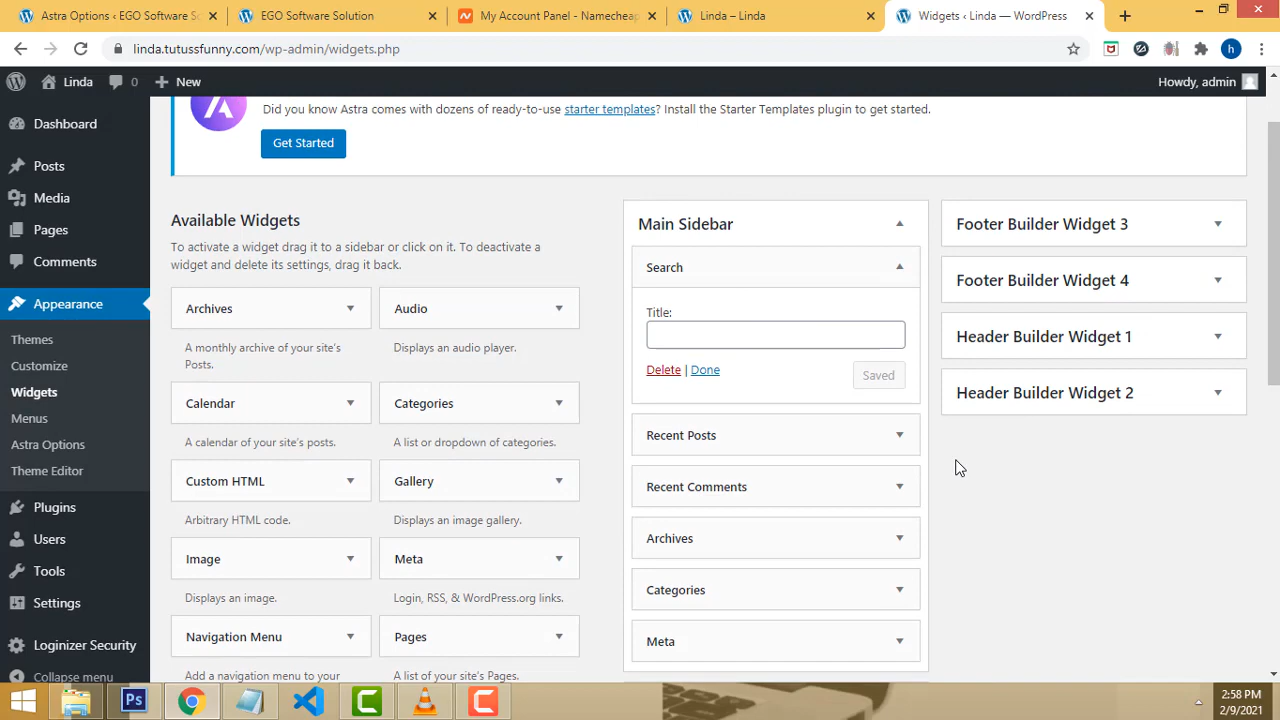 Astra Options ‹ EGO Software S
EGO Software Solution
My Account Panel - Namecheap
Linda – Linda
Widgets ‹ Linda — WordPress
linda.tutussfunny.com/wp-admin/widgets.php
h
Linda
0
New
Howdy, admin
Did you know Astra comes with dozens of ready-to-use starter templates? Install the Starter Templates plugin to get started.
Get Started
Dashboard
Posts
Media
Pages
Comments
Appearance
Themes
Customize
Widgets
Menus
Astra Options
Theme Editor
Plugins
Users
Tools
Settings
Loginizer Security
Collapse menu
Available Widgets
To activate a widget drag it to a sidebar or click on it. To deactivate a
widget and delete its settings, drag it back.
Archives
A monthly archive of your site's
Posts.
Audio
Displays an audio player.
Calendar
A calendar of your site's posts.
Categories
A list or dropdown of categories.
Custom HTML
Arbitrary HTML code.
Gallery
Displays an image gallery.
Image
Displays an image.
Meta
Login, RSS, & WordPress.org links.
Navigation Menu
Add a navigation menu to your
Pages
A list of your site's Pages.
Main Sidebar
Search
Title:
Delete | Done
Saved
Recent Posts
Recent Comments
Archives
Categories
Meta
Footer Builder Widget 3
Footer Builder Widget 4
Header Builder Widget 1
Header Builder Widget 2
Ps
2:58 PM
2/9/2021